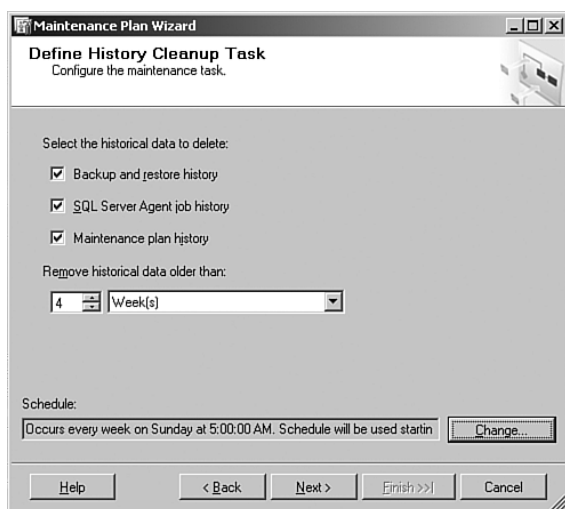 Maintenance Plan Wizard
Define History Cleanup Task
Configure the maintenance task.
Select the historical data to delete:
Backup and restore history
SQL Server Agent job history
Maintenance plan history
Remove historical data older than:
4 Week(s)
Schedule:
Occurs every week on Sunday at 5:00:00 AM. Schedule will be used startin Change...
Help < Back Next > Finish >>| Cancel